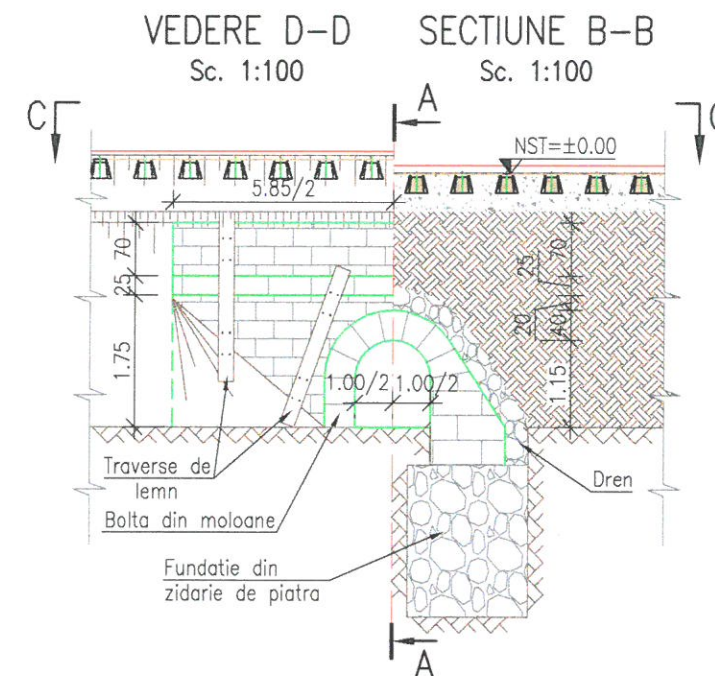 VEDERE D-D
Sc. 1:100
SECTIUNE B-B
Sc. 1:100
A
C
C
NST=±0.00
5.85/2
70
25
1.75
25
70
20
40
1.15
1.00/2
1.00/2
Traverse de
lemn
Bolta din moloane
Dren
Fundatie din
zidarie de piatra
A